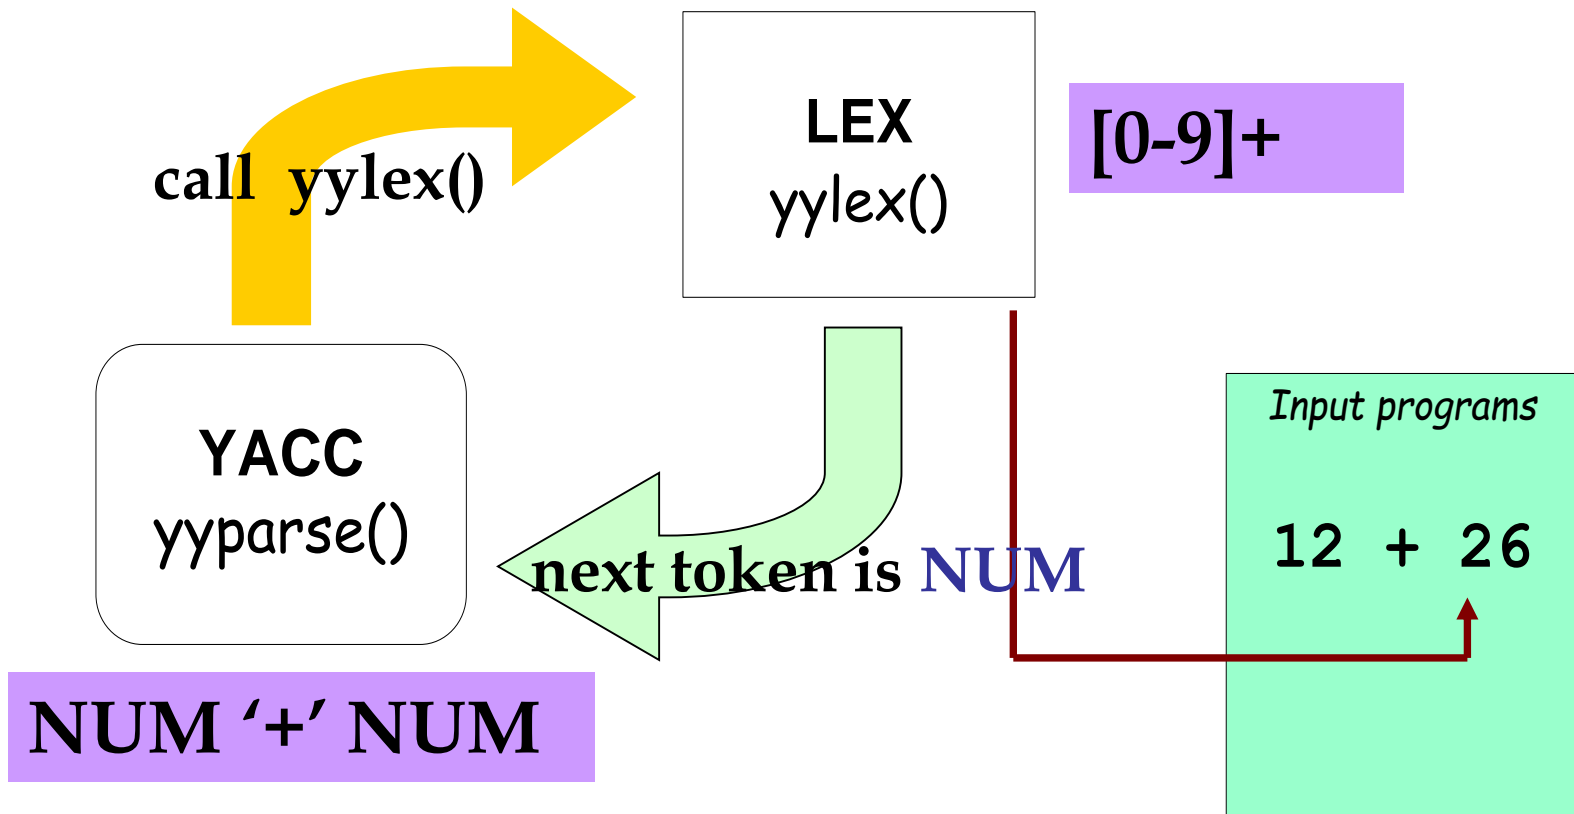 LEX
yylex()
[0-9]+
call yylex()
YACC
yyparse()
next token is NUM
Input programs
12 + 26
NUM ‘+’ NUM